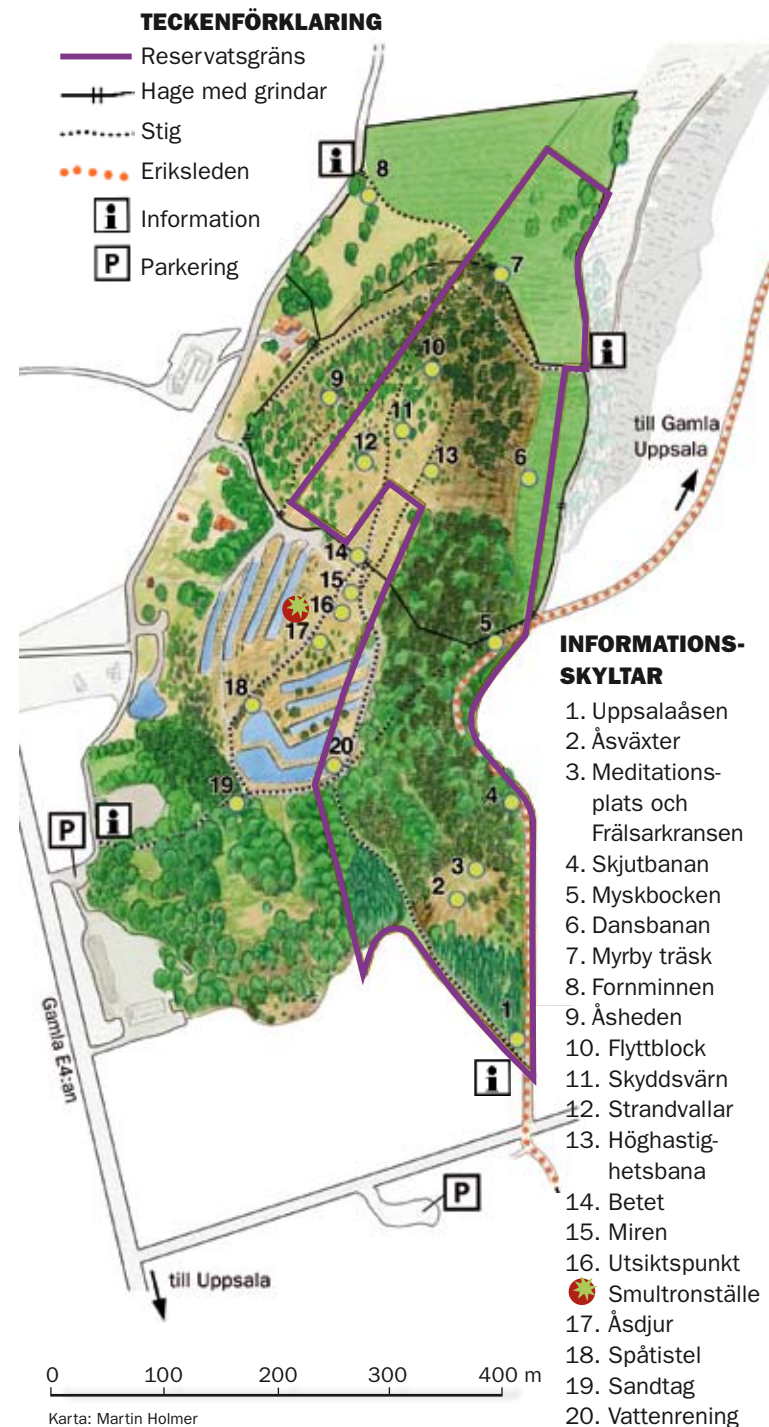 TECKENFÖRKLARING
Reservatsgräns
Hage med grindar
Stig
Eriksleden
i Information
P Parkering
i
8
7
10
i
9
11
till Gamla
Uppsala
12
13
6
14
15
16
5
17
18
20
19
4
P
i
3
2
1
i
Gamla E4:an
P
till Uppsala
INFORMATIONS-
SKYLTAR
1. Uppsalaåsen
2. Åsväxter
3. Meditations-
plats och
Frälsarkransen
4. Skjutbanan
5. Myskbocken
6. Dansbanan
7. Myrby träsk
8. Fornminnen
9. Åsheden
10. Flyttblock
11. Skyddsvärn
12. Strandvallar
13. Höghastig-
hetsbana
14. Betet
15. Miren
16. Utsiktspunkt
Smultronställe
17. Åsdjur
18. Spåtistel
19. Sandtag
20. Vattenrening
0 100 200 300 400 m
Karta: Martin Holmer